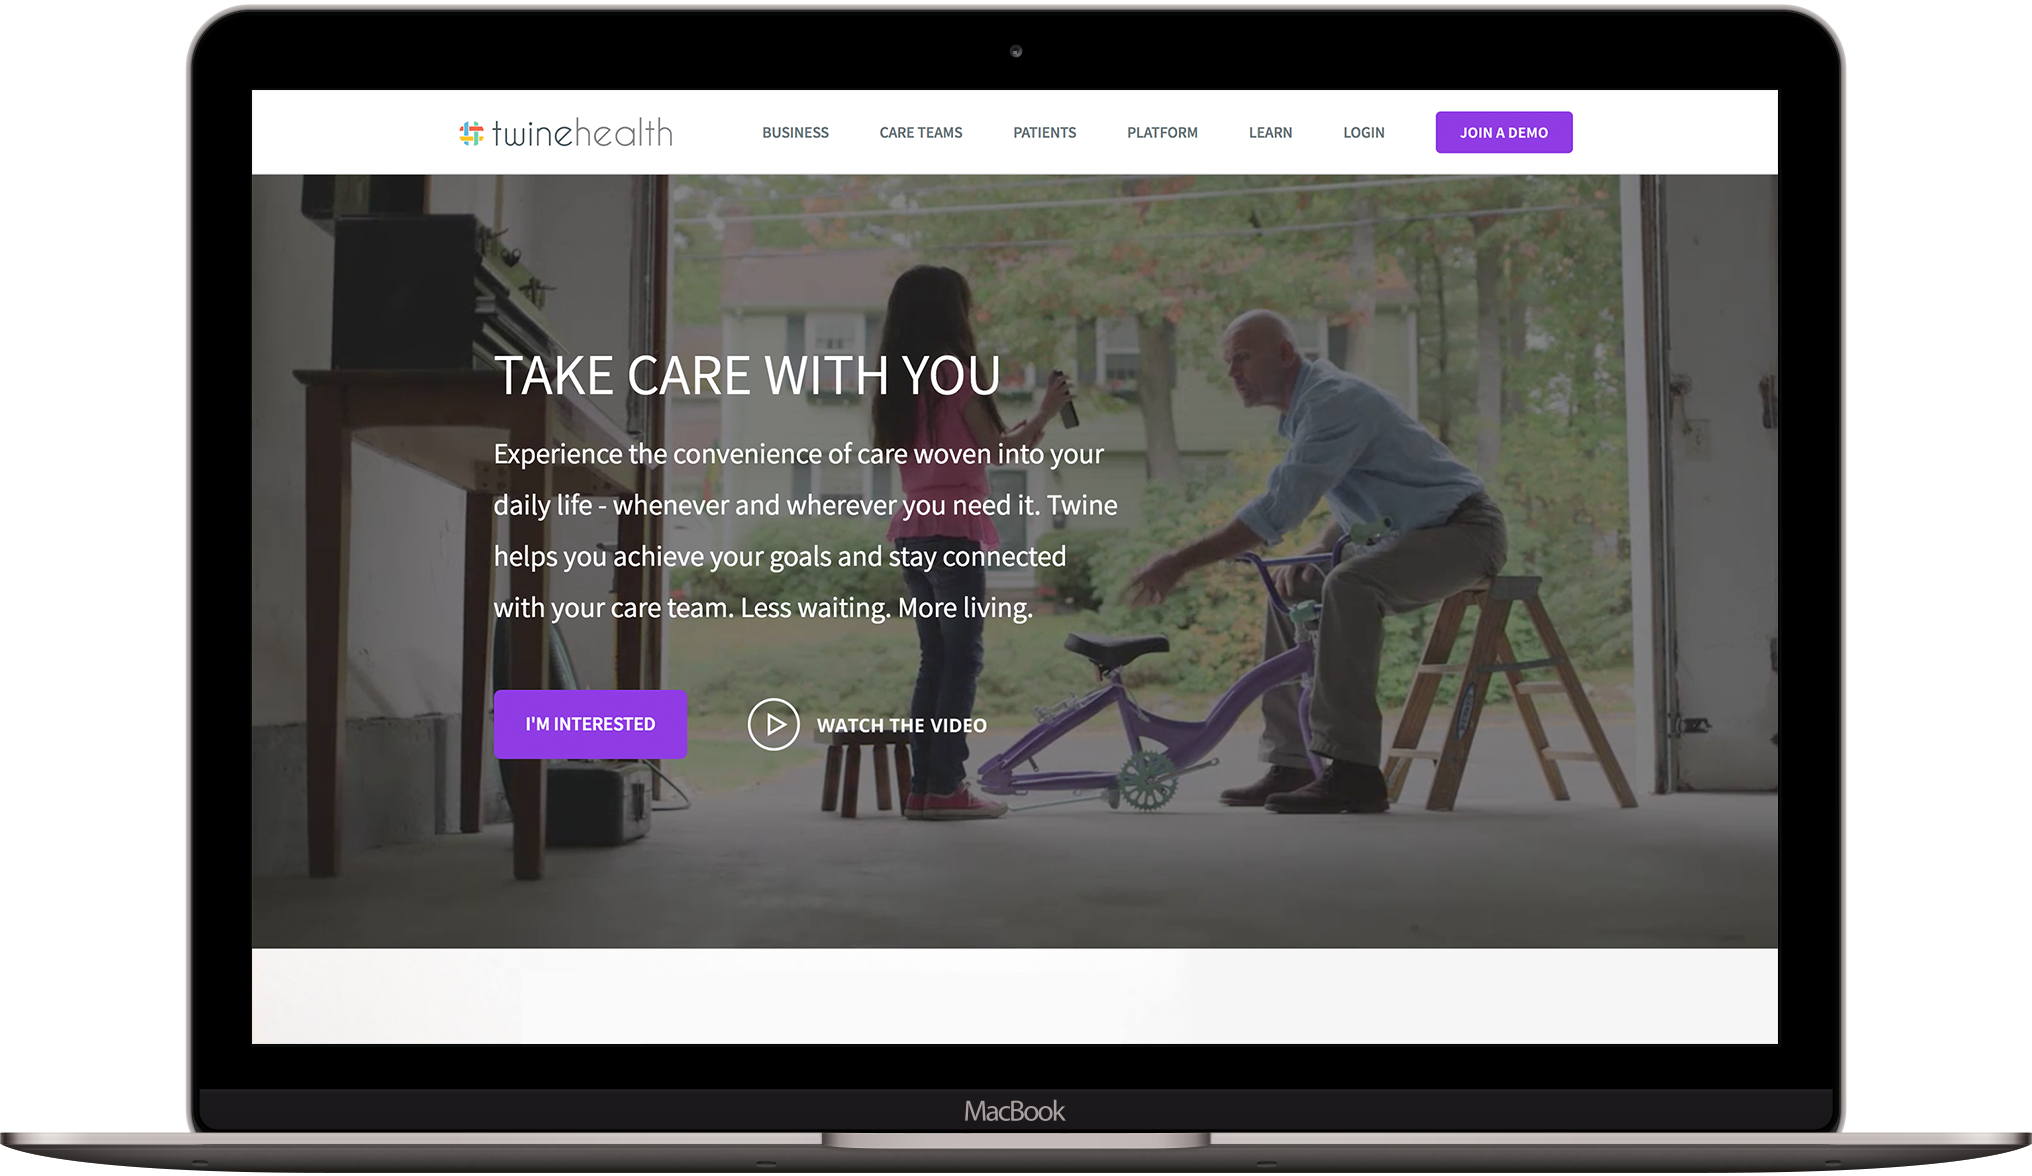 twinehealth
BUSINESS
CARE TEAMS
PATIENTS
PLATFORM
LEARN
LOGIN
JOIN A DEMO
TAKE CARE WITH YOU
Experience the convenience of care woven into your
daily life - whenever and wherever you need it. Twine
helps you achieve your goals and stay connected
with your care team. Less waiting. More living.
I'M INTERESTED
WATCH THE VIDEO
MacBook